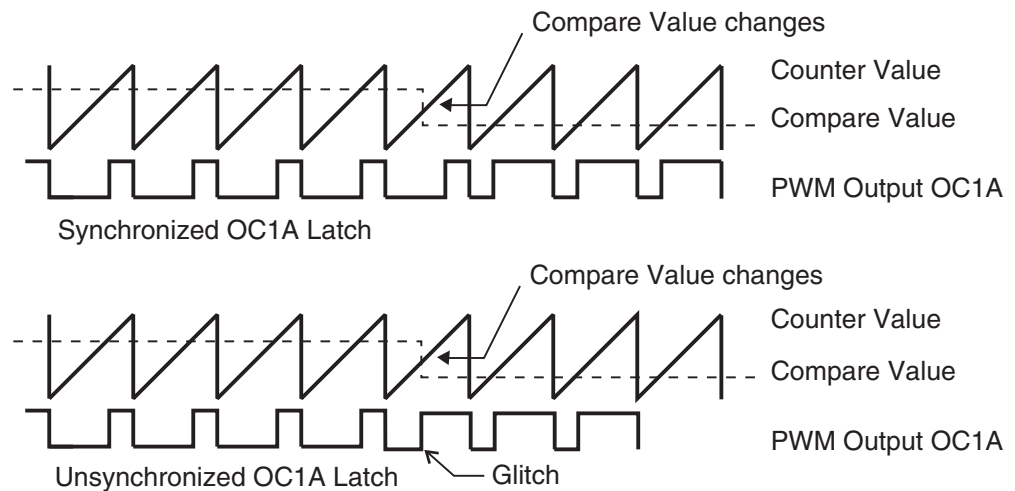 Compare Value changes
Counter Value
Compare Value
PWM Output OC1A
Synchronized OC1A Latch
Compare Value changes
Counter Value
Compare Value
PWM Output OC1A
Unsynchronized OC1A Latch
Glitch